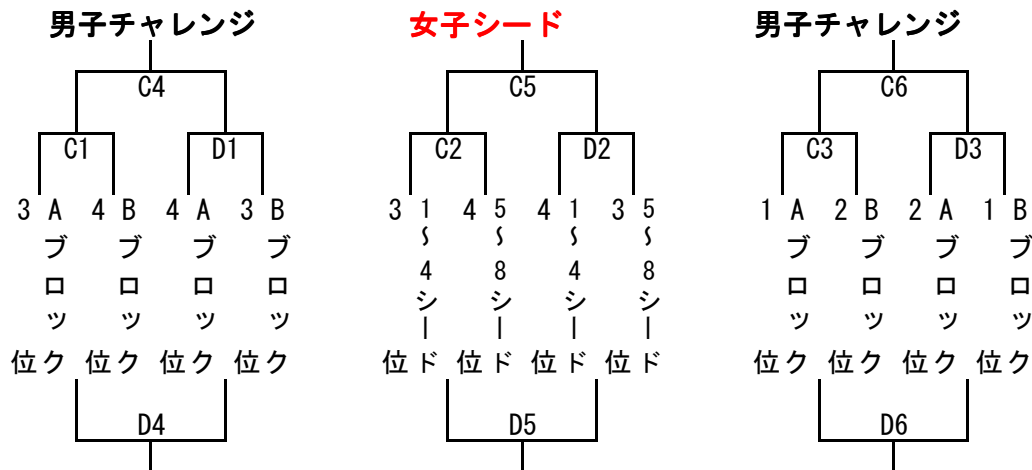 男子チャレンジ
女子シード
男子チャレンジ
C4
C5
C6
C1
D1
C2
D2
C3
D3
Aブロック3位
Bブロック4位
Aブロック4位
Bブロック3位
1~4シード3位
5~8シード4位
1~4シード4位
5~8シード3位
Aブロック1位
Bブロック2位
Aブロック2位
Bブロック1位
D4
D5
D6